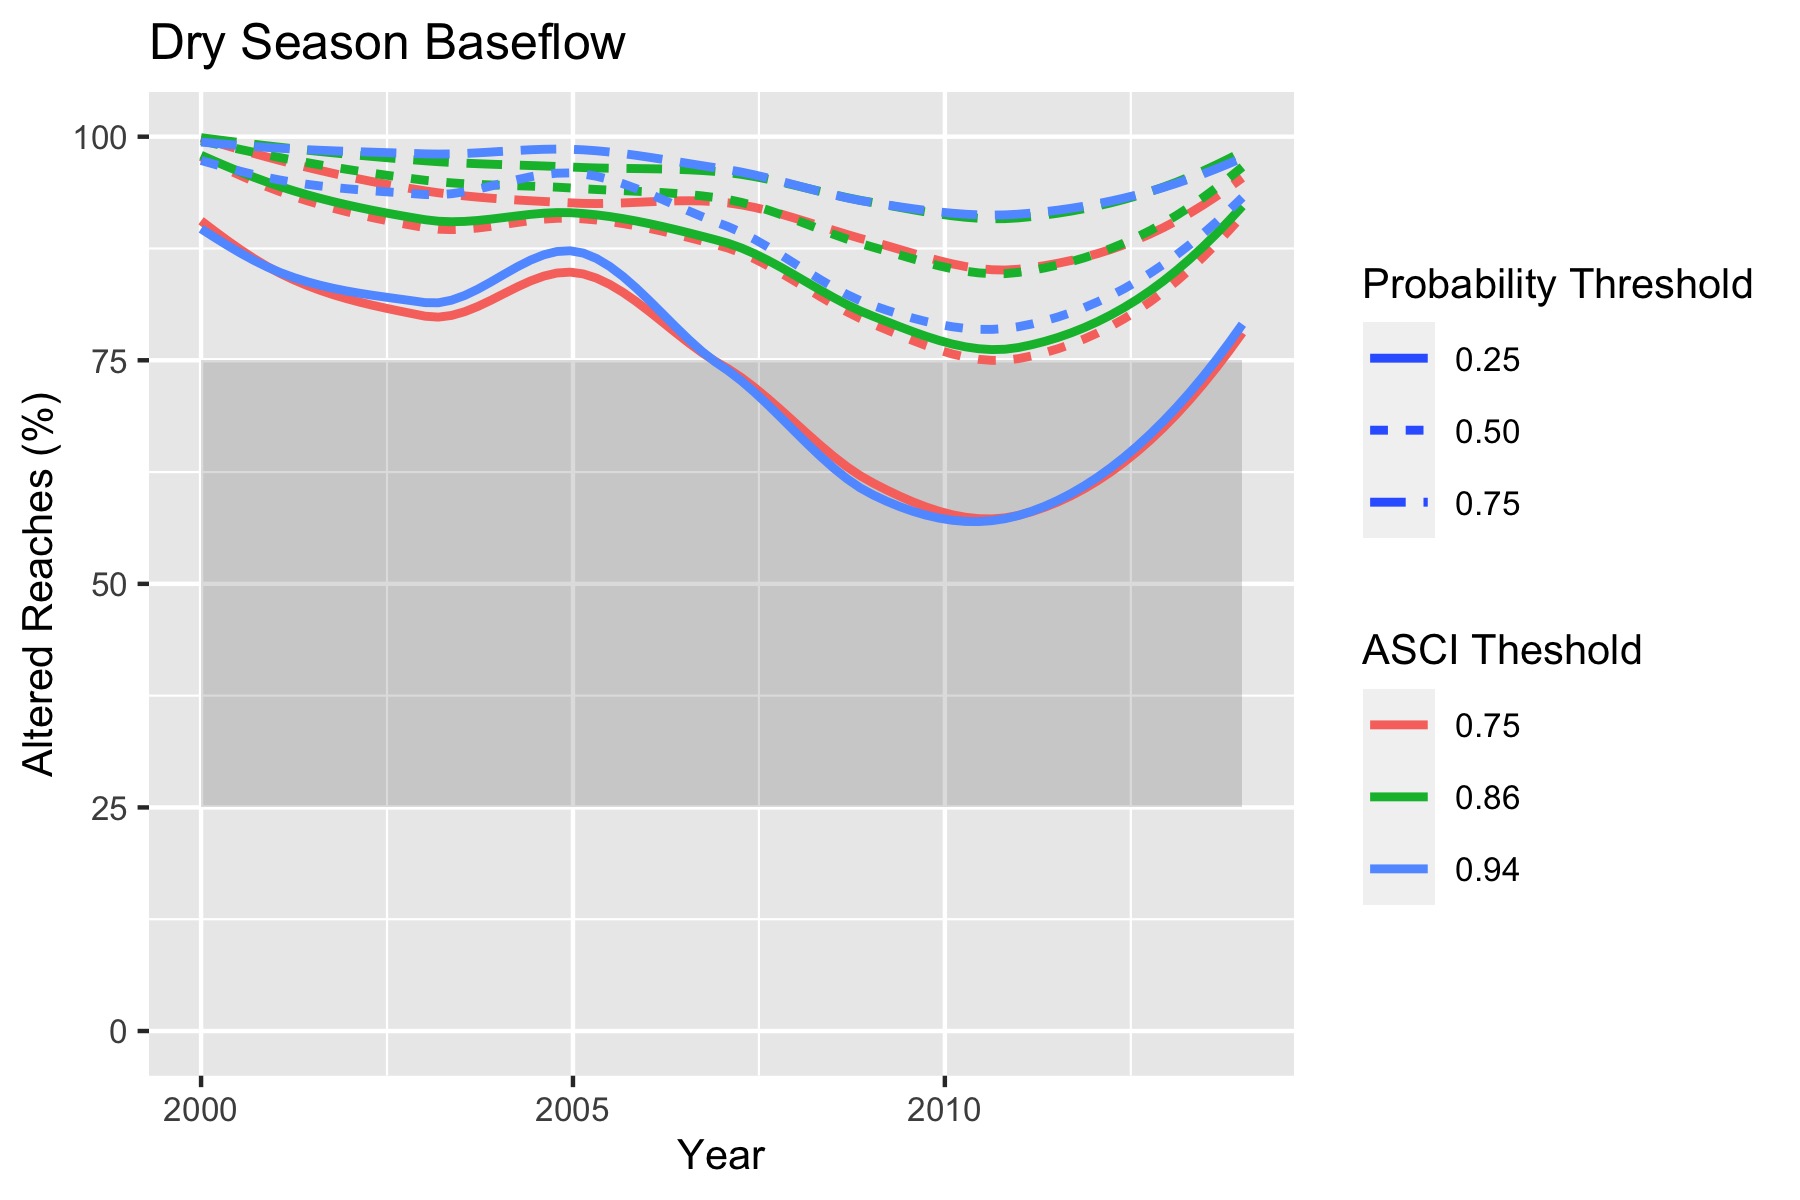 Dry Season Baseflow
100
75
50
25
0
Altered Reaches (%)
2000
2005
2010
Year
Probability Threshold
0.25
0.50
0.75
ASCI Theshold
0.75
0.86
0.94